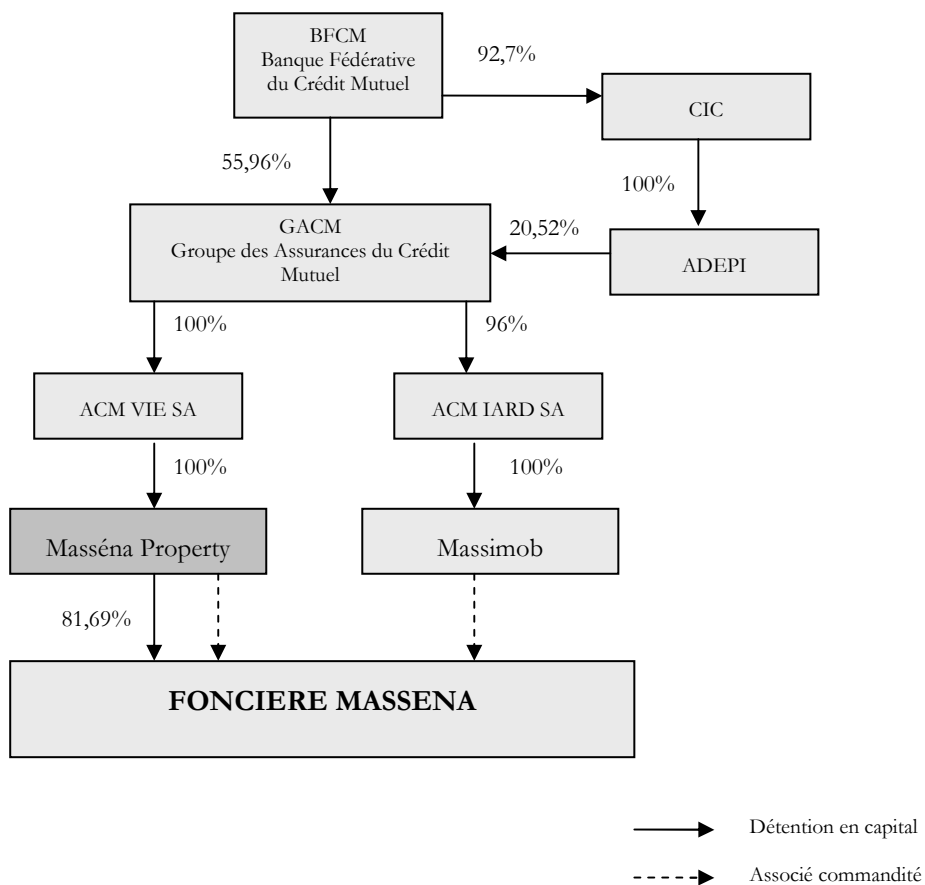 BFCM
Banque Fédérative
du Crédit Mutuel
92,7%
CIC
55,96%
100%
GACM
Groupe des Assurances du Crédit
Mutuel
20,52%
ADEPI
100%
96%
ACM VIE SA
ACM IARD SA
100%
100%
Masséna Property
Massimob
81,69%
FONCIERE MASSENA
Détention en capital
Associé commandité